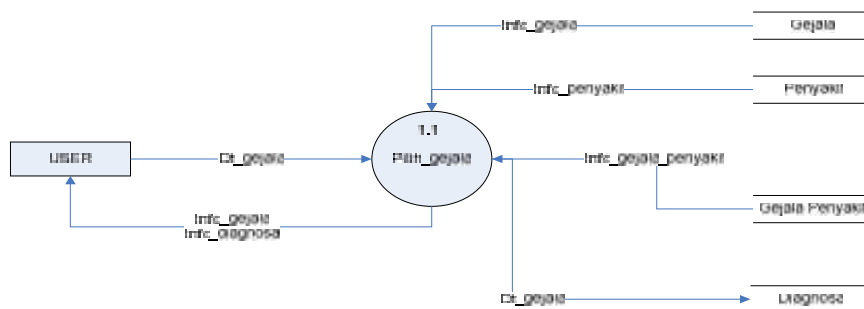 Info_gejala
Gejala
Info_penyakit
Penyakit
1.1
Pilih_gejala
USER
Dt_gejala
Info_gejala_penyakit
Info_gejala
Info_diagnosa
Gejala Penyakit
Dt_gejala
Diagnosa